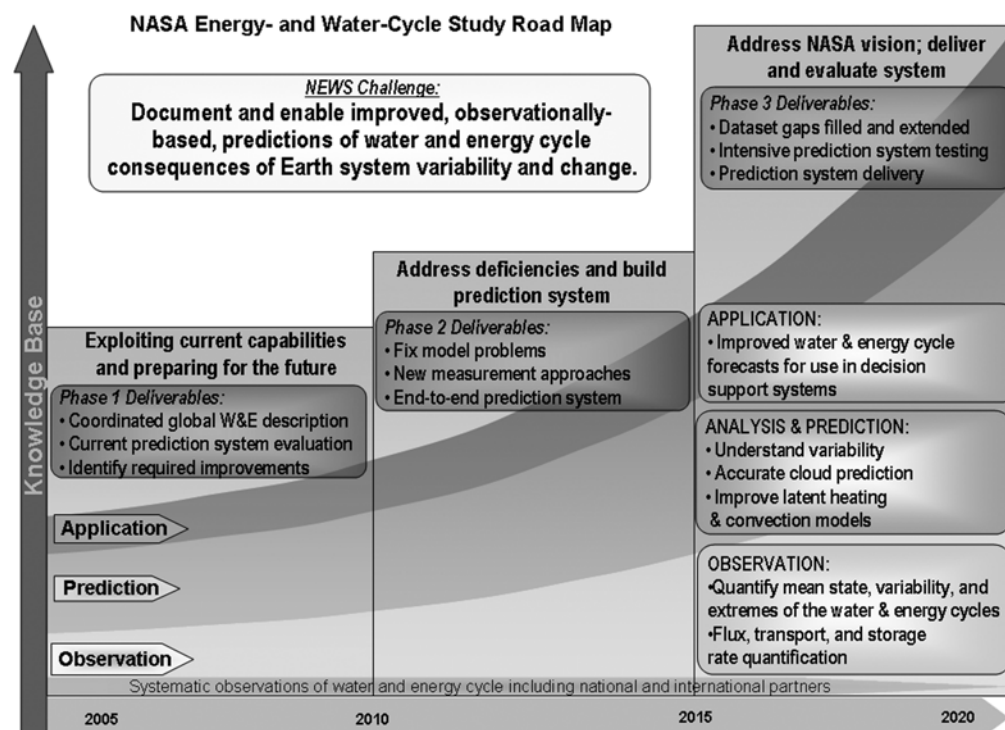 NASA Energy- and Water-Cycle Study Road Map
NEWS Challenge:
Document and enable improved, observationally-
based, predictions of water and energy cycle
consequences of Earth system variability and change.
Knowledge Base
Exploiting current capabilities
and preparing for the future
Phase 1 Deliverables:
• Coordinated global W&E description
• Current prediction system evaluation
• Identify required improvements
Address deficiencies and build
prediction system
Phase 2 Deliverables:
• Fix model problems
• New measurement approaches
• End-to-end prediction system
Address NASA vision; deliver
and evaluate system
Phase 3 Deliverables:
• Dataset gaps filled and extended
• Intensive prediction system testing
• Prediction system delivery
APPLICATION:
• Improved water & energy cycle
forecasts for use in decision
support systems
ANALYSIS & PREDICTION:
• Understand variability
• Accurate cloud prediction
• Improve latent heating
& convection models
OBSERVATION:
•Quantify mean state, variability, and
extremes of the water & energy cycles
•Flux, transport, and storage
rate quantification
Application
Prediction
Observation
Systematic observations of water and energy cycle including national and international partners
2005
2010
2015
2020